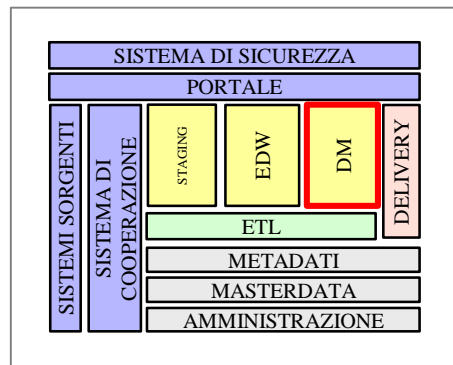 SISTEMA DI SICUREZZA
PORTALE
SISTEMI SORGENTI
SISTEMA DI
COOPERAZIONE
STAGING
EDW
DM
DELIVERY
ETL
METADATI
MASTERDATA
AMMINISTRAZIONE